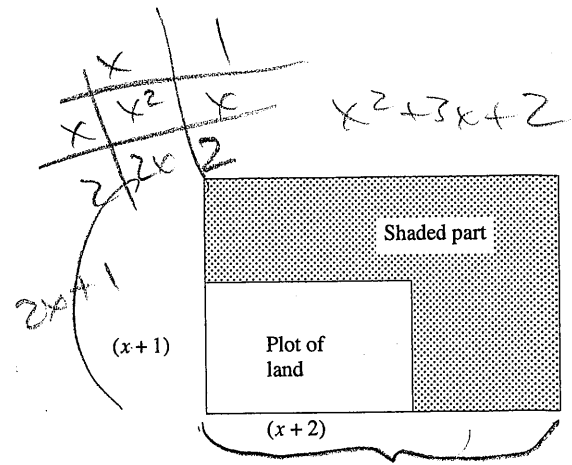 x 1
x x² x x²+3x+2
2 2x 2
Shaded part
2x+1
(x+1)
Plot of
land
(x+2)